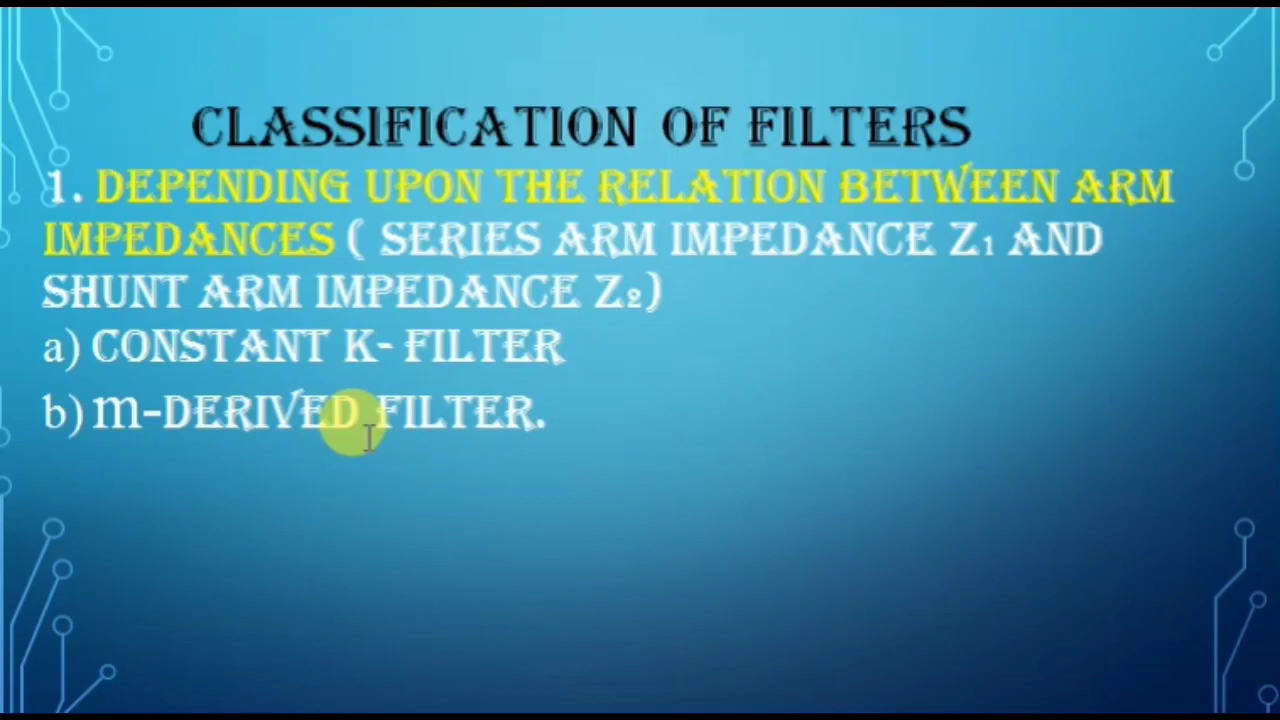 CLASSIFICATION OF FILTERS
1. DEPENDING UPON THE RELATION BETWEEN ARM
IMPEDANCES ( SERIES ARM IMPEDANCE Z₁ AND
SHUNT ARM IMPEDANCE Z₂)
a) CONSTANT K- FILTER
b) m-DERIVED FILTER.